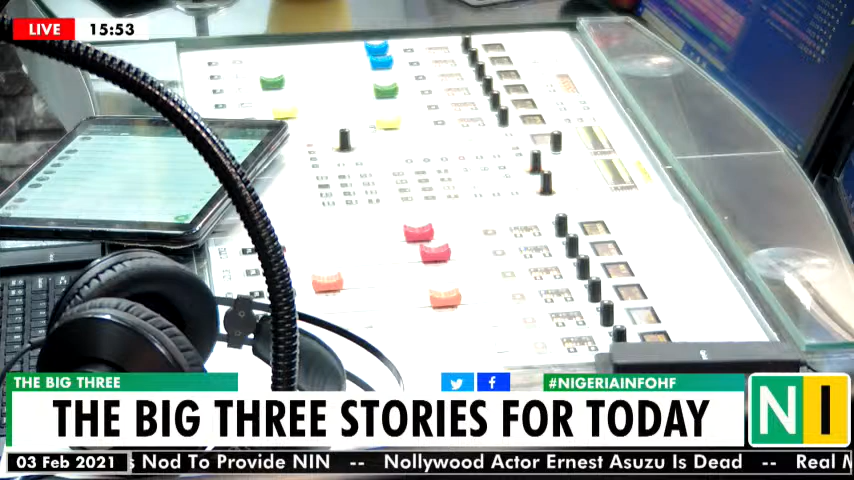 LIVE 15:53
THE BIG THREE
#NIGERIAINFOHF
THE BIG THREE STORIES FOR TODAY
NI
03 Feb 2021 s Nod To Provide NIN -- Nollywood Actor Ernest Asuzu Is Dead -- Real